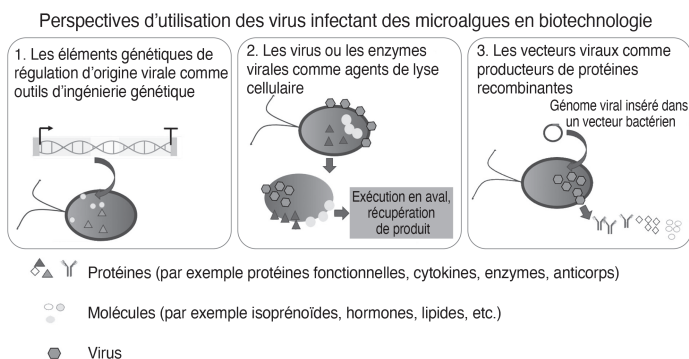 Perspectives d'utilisation des virus infectant des microalgues en biotechnologie
1. Les éléments génétiques de
régulation d'origine virale comme
outils d'ingénierie génétique
2. Les virus ou les enzymes
virales comme agents de lyse
cellulaire
Exécution en aval,
récupération
de produit
3. Les vecteurs viraux comme
producteurs de protéines
recombinantes
Génome viral inséré dans
un vecteur bactérien
Protéines (par exemple protéines fonctionnelles, cytokines, enzymes, anticorps)
Molécules (par exemple isoprénoïdes, hormones, lipides, etc.)
Virus